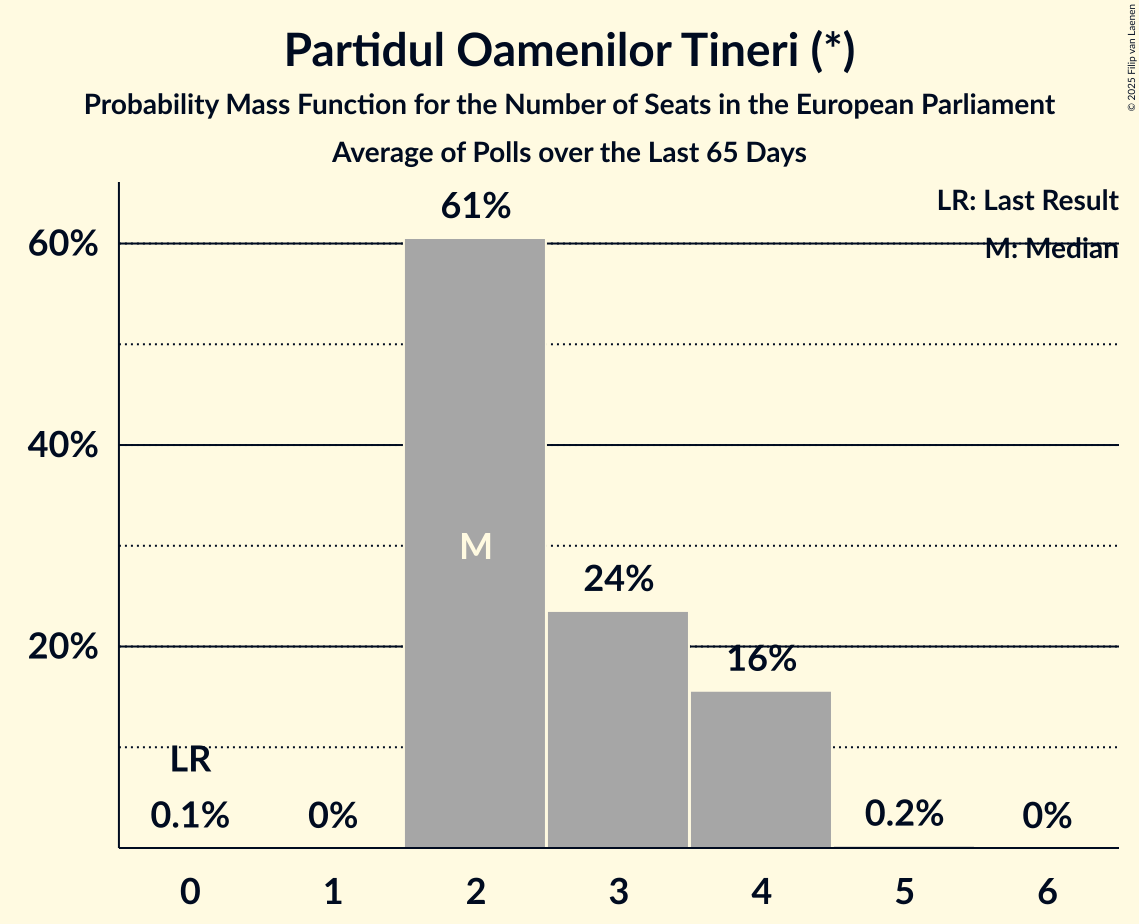 Partidul Oamenilor Tineri (*)
Probability Mass Function for the Number of Seats in the European Parliament
Average of Polls over the Last 65 Days
© 2025 Filip van Laenen
LR: Last Result
M: Median
61%
60%
40%
M
24%
20%
16%
LR
0.1%
0%
0.2%
0%
0 1 2 3 4 5 6